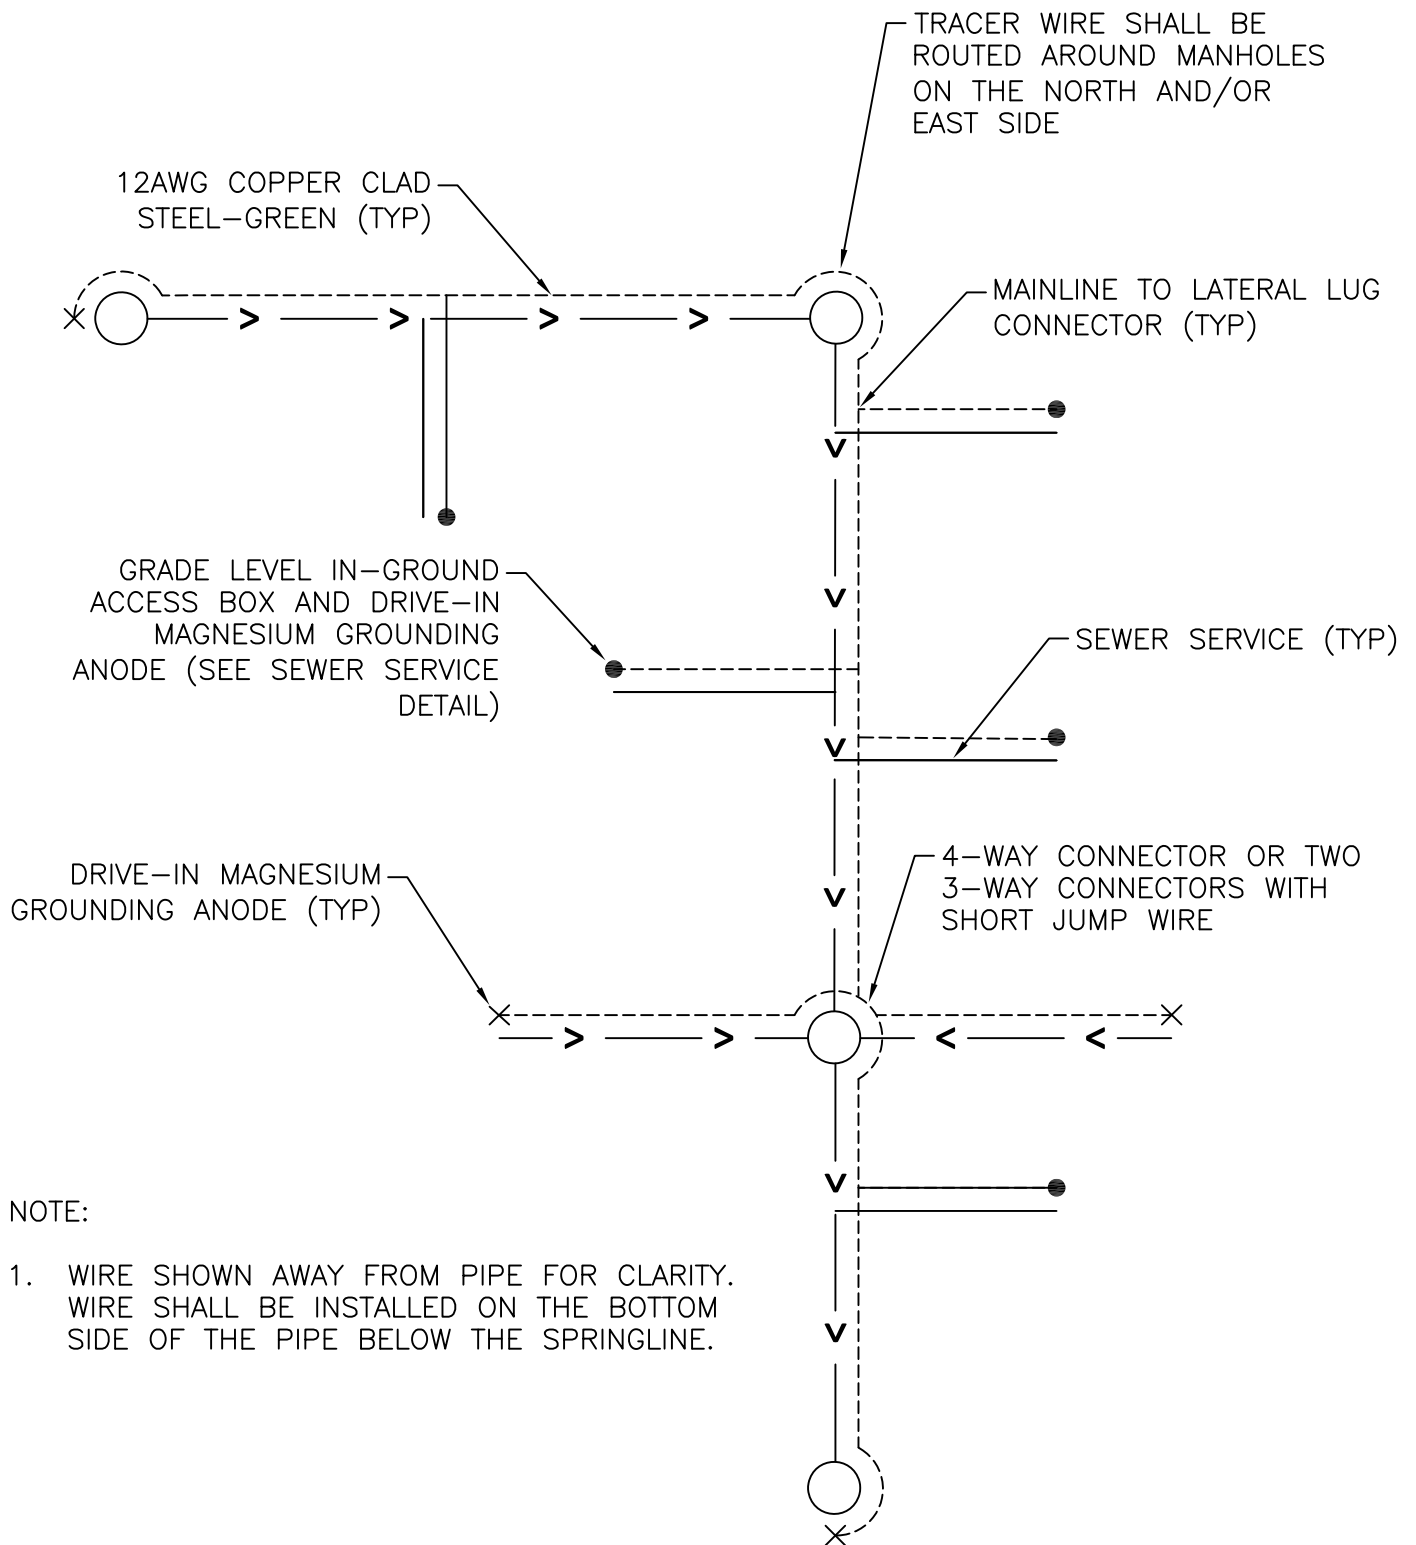 TRACER WIRE SHALL BE
ROUTED AROUND MANHOLES
ON THE NORTH AND/OR
EAST SIDE
12AWG COPPER CLAD
STEEL-GREEN (TYP)
MAINLINE TO LATERAL LUG
CONNECTOR (TYP)
GRADE LEVEL IN-GROUND
ACCESS BOX AND DRIVE-IN
MAGNESIUM GROUNDING
ANODE (SEE SEWER SERVICE
DETAIL)
SEWER SERVICE (TYP)
DRIVE-IN MAGNESIUM
GROUNDING ANODE (TYP)
4-WAY CONNECTOR OR TWO
3-WAY CONNECTORS WITH
SHORT JUMP WIRE
NOTE:
1. WIRE SHOWN AWAY FROM PIPE FOR CLARITY.
WIRE SHALL BE INSTALLED ON THE BOTTOM
SIDE OF THE PIPE BELOW THE SPRINGLINE.